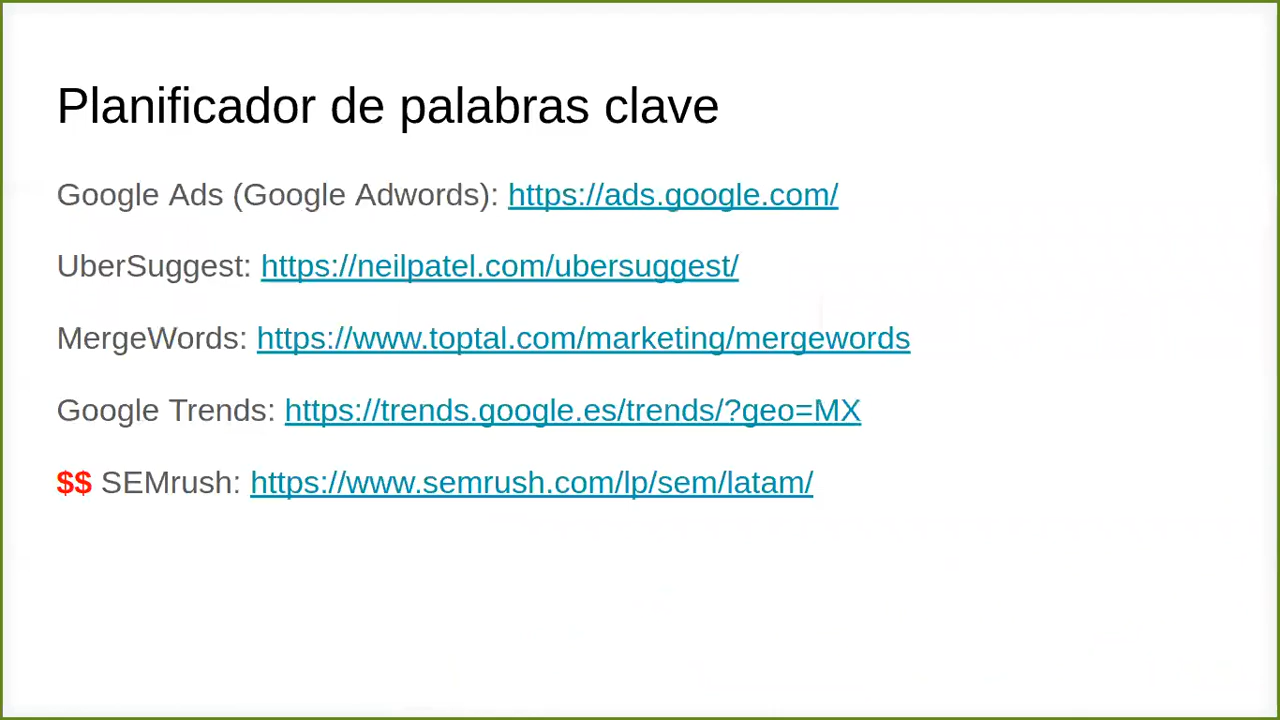 Planificador de palabras clave
Google Ads (Google Adwords): https://ads.google.com/
UberSuggest: https://neilpatel.com/ubersuggest/
MergeWords: https://www.toptal.com/marketing/mergewords
Google Trends: https://trends.google.es/trends/?geo=MX
$$ SEMrush: https://www.semrush.com/lp/sem/latam/